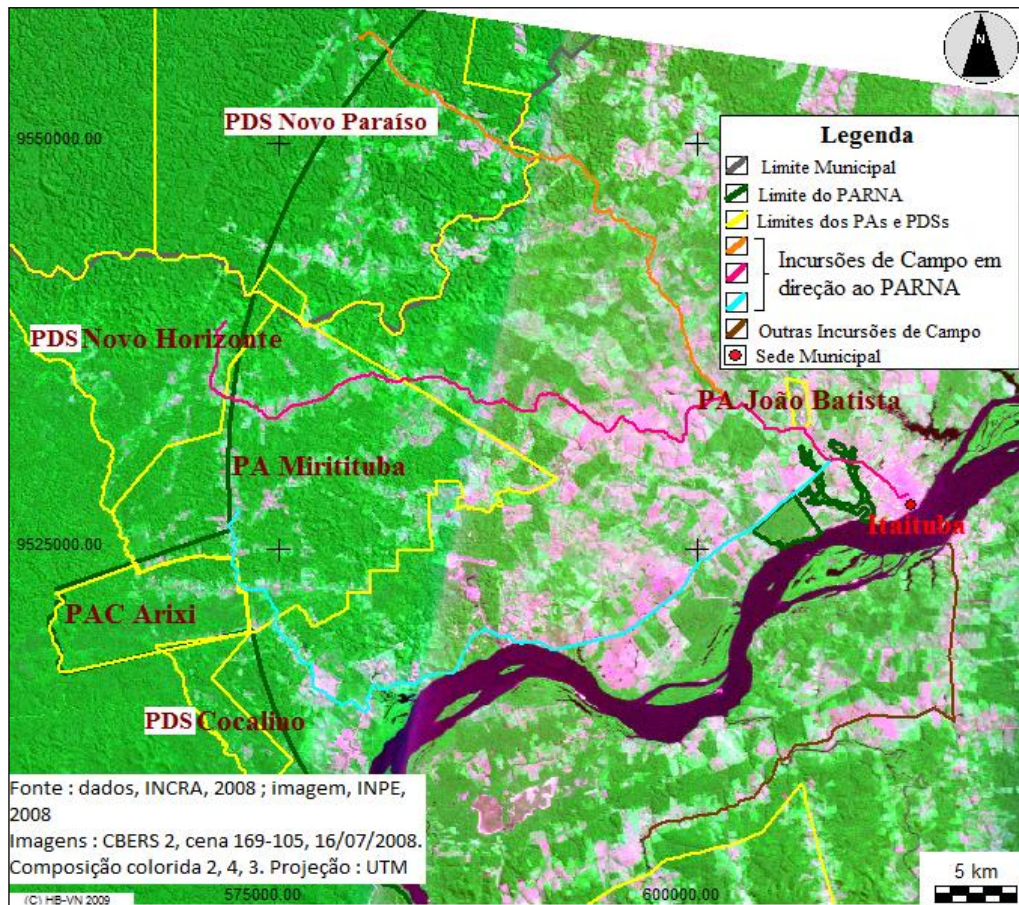 N
PDS Novo Paraíso
9550000.00
Legenda
Limite Municipal
Limite do PARNA
Limites dos PAs e PDSs
Incursões de Campo em
direção ao PARNA
Outras Incursões de Campo
Sede Municipal
PDS Novo Horizonte
PA João Batista
PA Miritituba
Itaituba
9525000.00
PAC Arixi
PDS Cocalino
Fonte : dados, INCRA, 2008 ; imagem, INPE,
2008
Imagens : CBERS 2, cena 169-105, 16/07/2008.
Composição colorida 2, 4, 3. Projeção : UTM
5 km
575000.00
600000.00
(C) HB-VN 2009